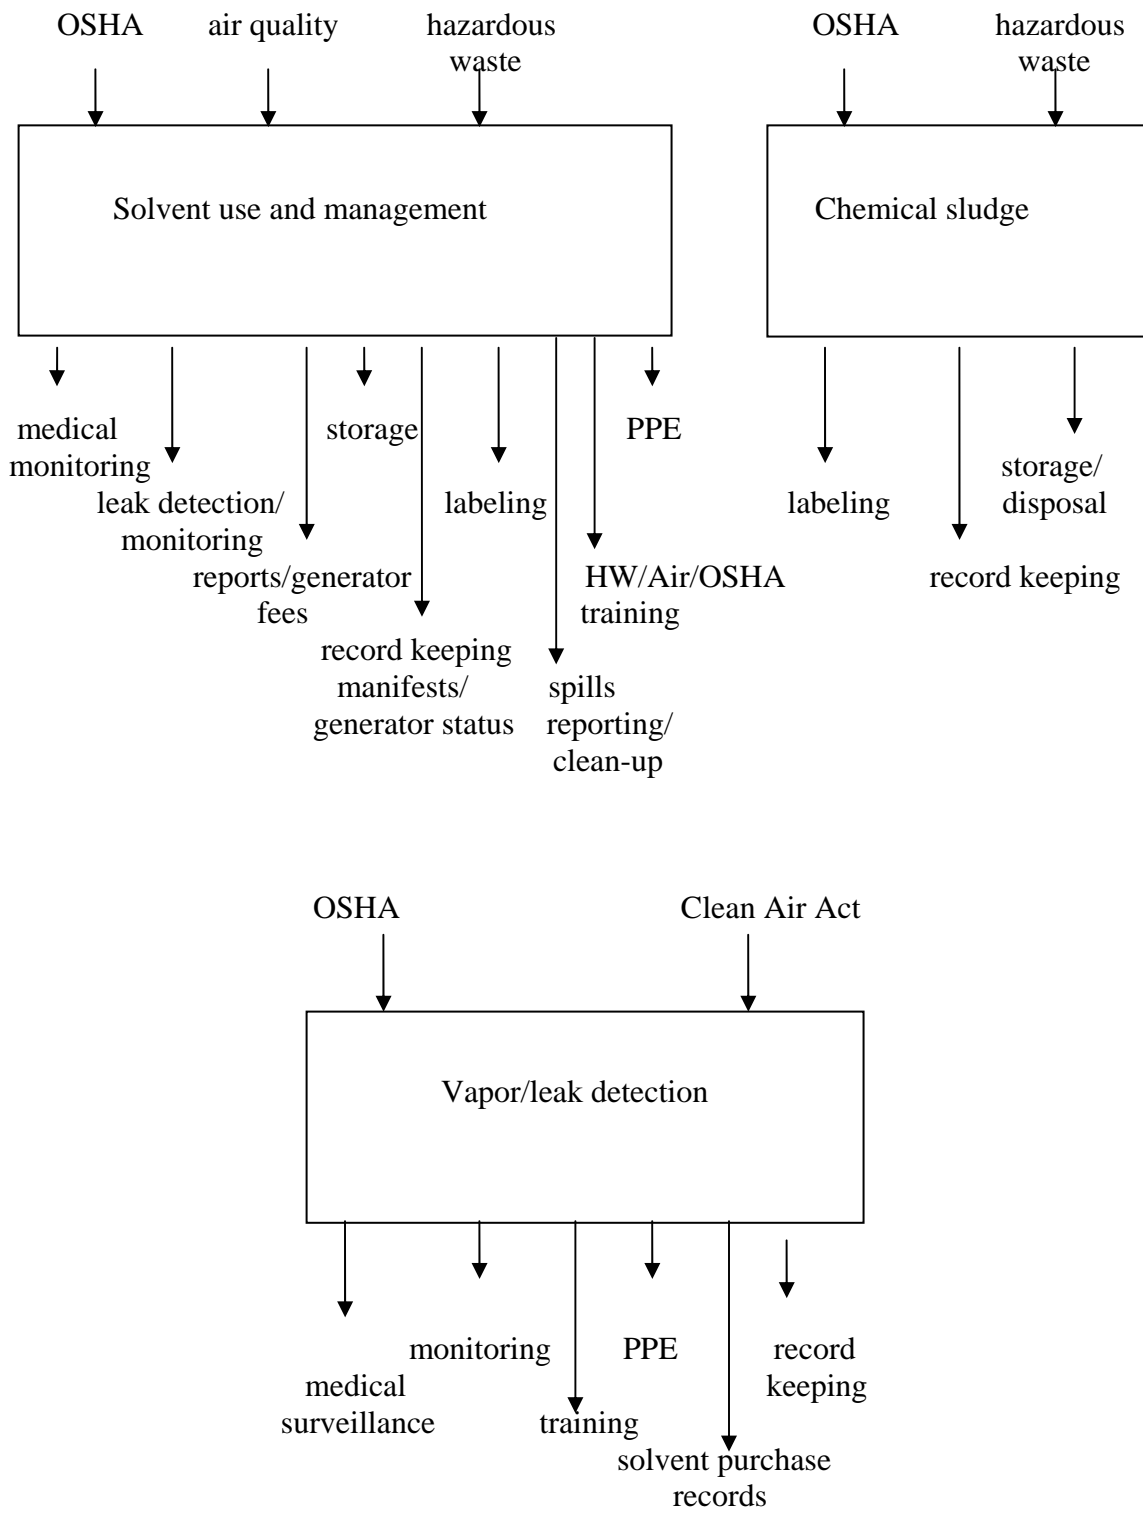 OSHA
air quality
hazardous
waste
OSHA
hazardous
waste
Solvent use and management
Chemical sludge
medical
monitoring
leak detection/
monitoring
reports/generator
fees
storage
record keeping
manifests/
generator status
labeling
spills
reporting/
clean-up
HW/Air/OSHA
training
PPE
labeling
record keeping
storage/
disposal
OSHA
Clean Air Act
Vapor/leak detection
medical
surveillance
monitoring
training
PPE
solvent purchase
records
record
keeping